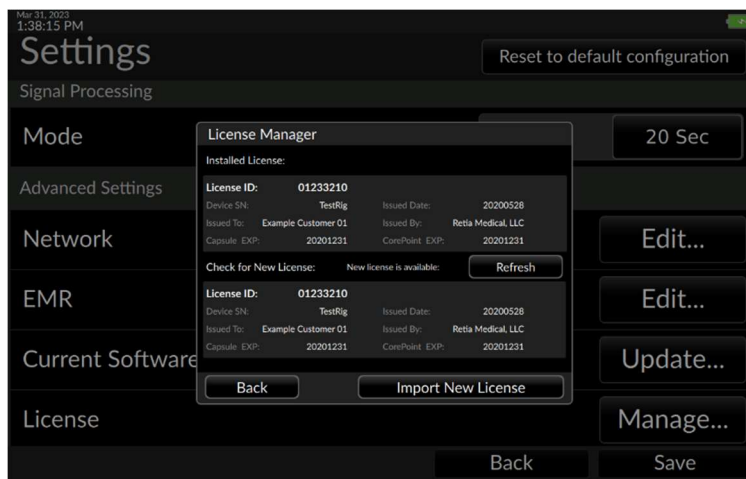 Mar 31, 2023
1:38:15 PM
Settings
Reset to default configuration
Signal Processing
Mode
20 Sec
License Manager
Installed License:
License ID: 01233210
Device SN: TestRig Issued Date: 20200528
Issued To: Example Customer 01 Issued By: Retia Medical, LLC
Capsule EXP: 20201231 CorePoint EXP: 20201231
Check for New License: New license is available: Refresh
License ID: 01233210
Device SN: TestRig Issued Date: 20200528
Issued To: Example Customer 01 Issued By: Retia Medical, LLC
Capsule EXP: 20201231 CorePoint EXP: 20201231
Back Import New License
Advanced Settings
Network Edit...
EMR Edit...
Current Software Update...
License Manage...
Back Save